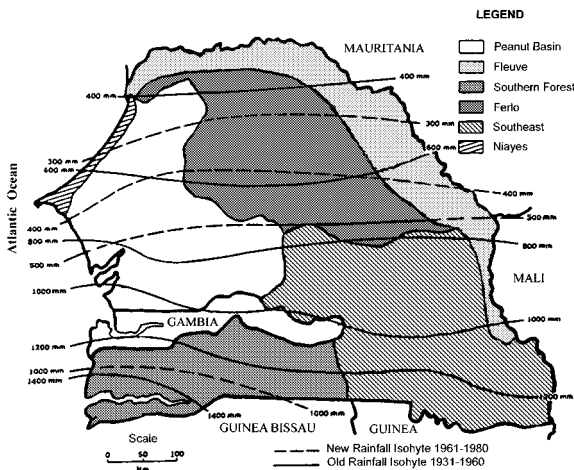 LEGEND
Peanut Basin
Fleuve
Southern Forest
Ferlo
Southeast
Niayes
MAURITANIA
400 mm
400 mm
300 mm
600 mm
300 mm
600 mm
400 mm
400 mm
500 mm
800 mm
800 mm
500 mm
Atlantic Ocean
MALI
1000 mm
1000 mm
GAMBIA
1200 mm
1000 mm
1400 mm
1400 mm
1000 mm
GUINEA BISSAU
GUINEA
Scale
0 50 100
Km
New Rainfall Isohyte 1961-1980
Old Rainfall Isohyte 1931-1960